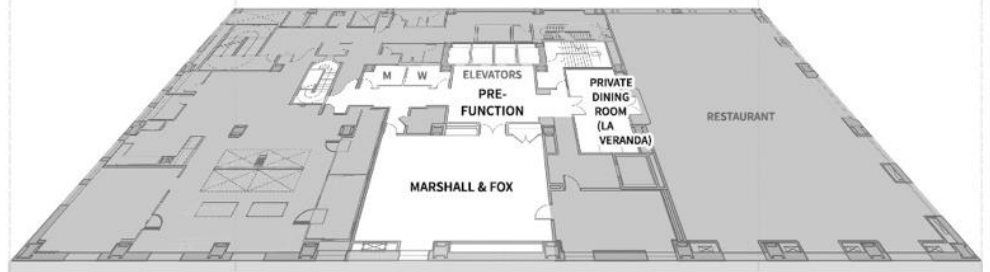 M W
ELEVATORS
PRE-
FUNCTION
PRIVATE
DINING
ROOM
(LA
VERANDA)
RESTAURANT
MARSHALL & FOX